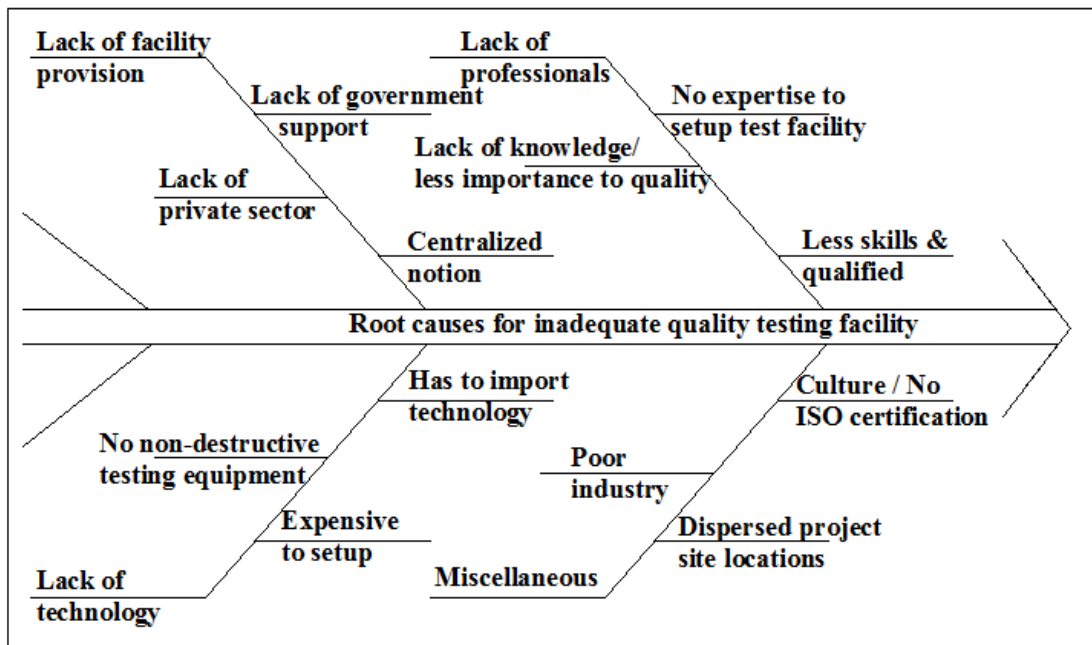 Lack of facility
provision
Lack of government
support
Lack of
private sector
Centralized
notion
Lack of
professionals
No expertise to
setup test facility
Lack of knowledge/
less importance to quality
Less skills &
qualified
Root causes for inadequate quality testing facility
Has to import
technology
No non-destructive
testing equipment
Expensive
to setup
Lack of
technology
Culture / No
ISO certification
Poor
industry
Dispersed project
site locations
Miscellaneous